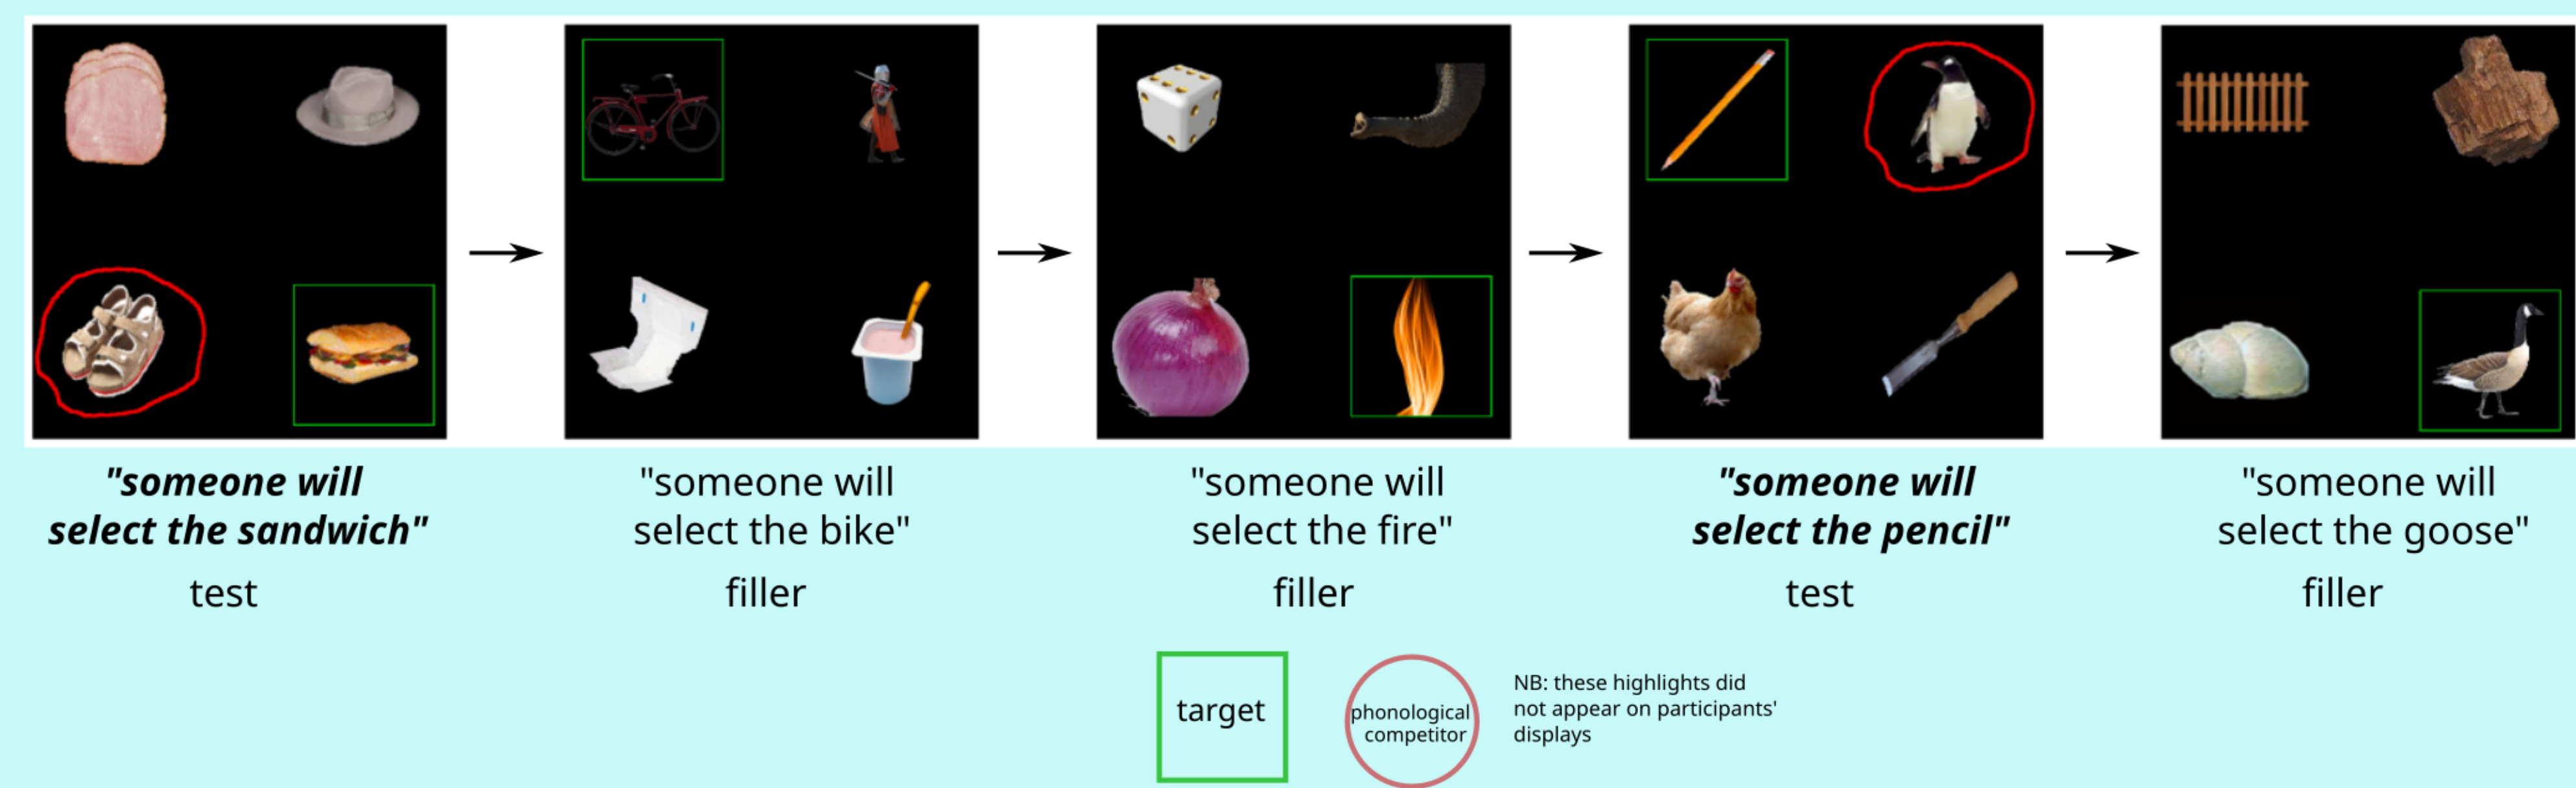 "someone will
select the sandwich"
test
"someone will
select the bike"
filler
"someone will
select the fire"
filler
"someone will
select the pencil"
test
"someone will
select the goose"
filler
target
phonological
competitor
NB: these highlights did
not appear on participants'
displays